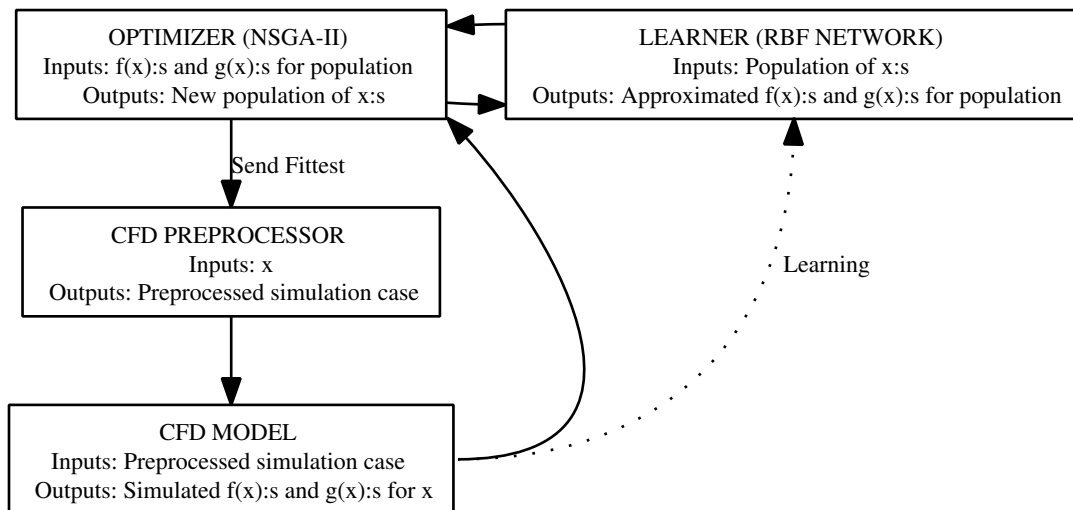 OPTIMIZER (NSGA-II)
Inputs: f(x):s and g(x):s for population
Outputs: New population of x:s
LEARNER (RBF NETWORK)
Inputs: Population of x:s
Outputs: Approximated f(x):s and g(x):s for population
Send Fittest
CFD PREPROCESSOR
Inputs: x
Outputs: Preprocessed simulation case
Learning
CFD MODEL
Inputs: Preprocessed simulation case
Outputs: Simulated f(x):s and g(x):s for x